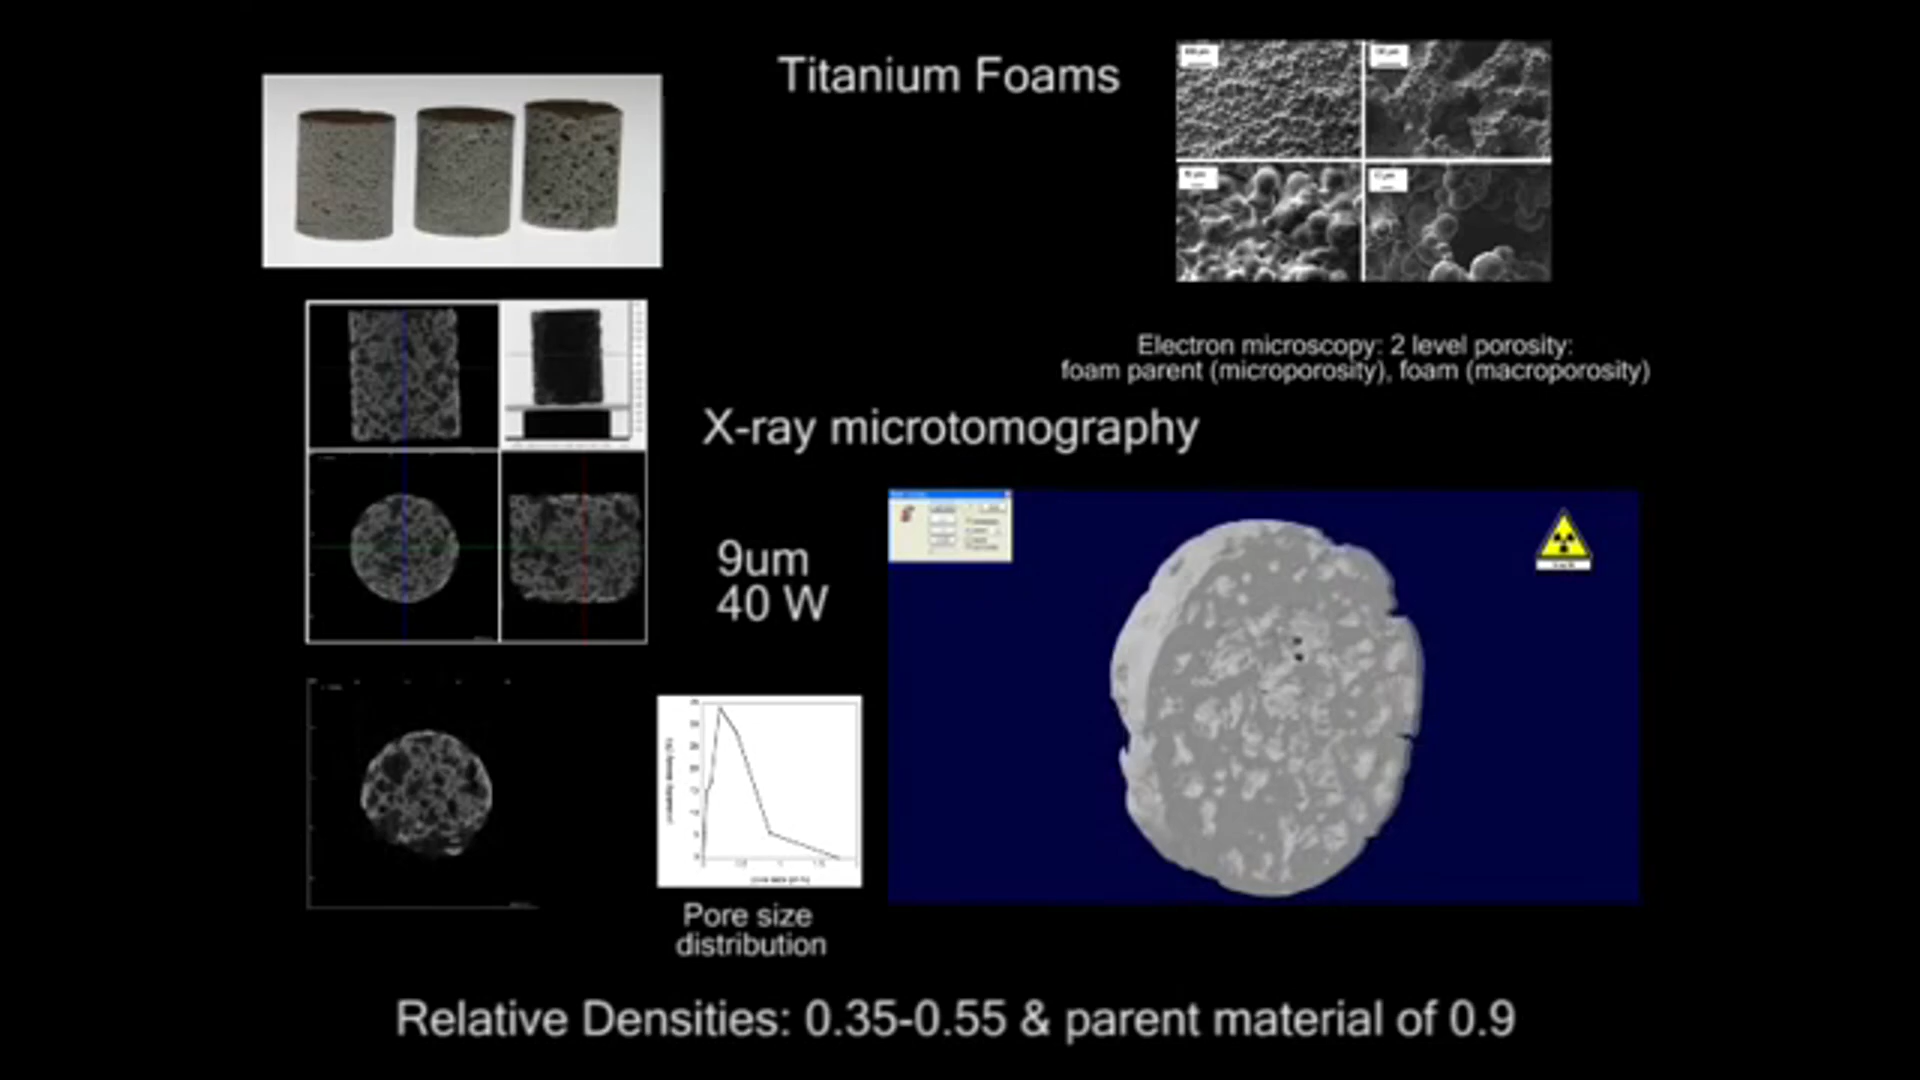 Titanium Foams
Electron microscopy: 2 level porosity:
foam parent (microporosity), foam (macroporosity)
X-ray microtomography
9um
40 W
Pore size
distribution
Relative Densities: 0.35-0.55 & parent material of 0.9